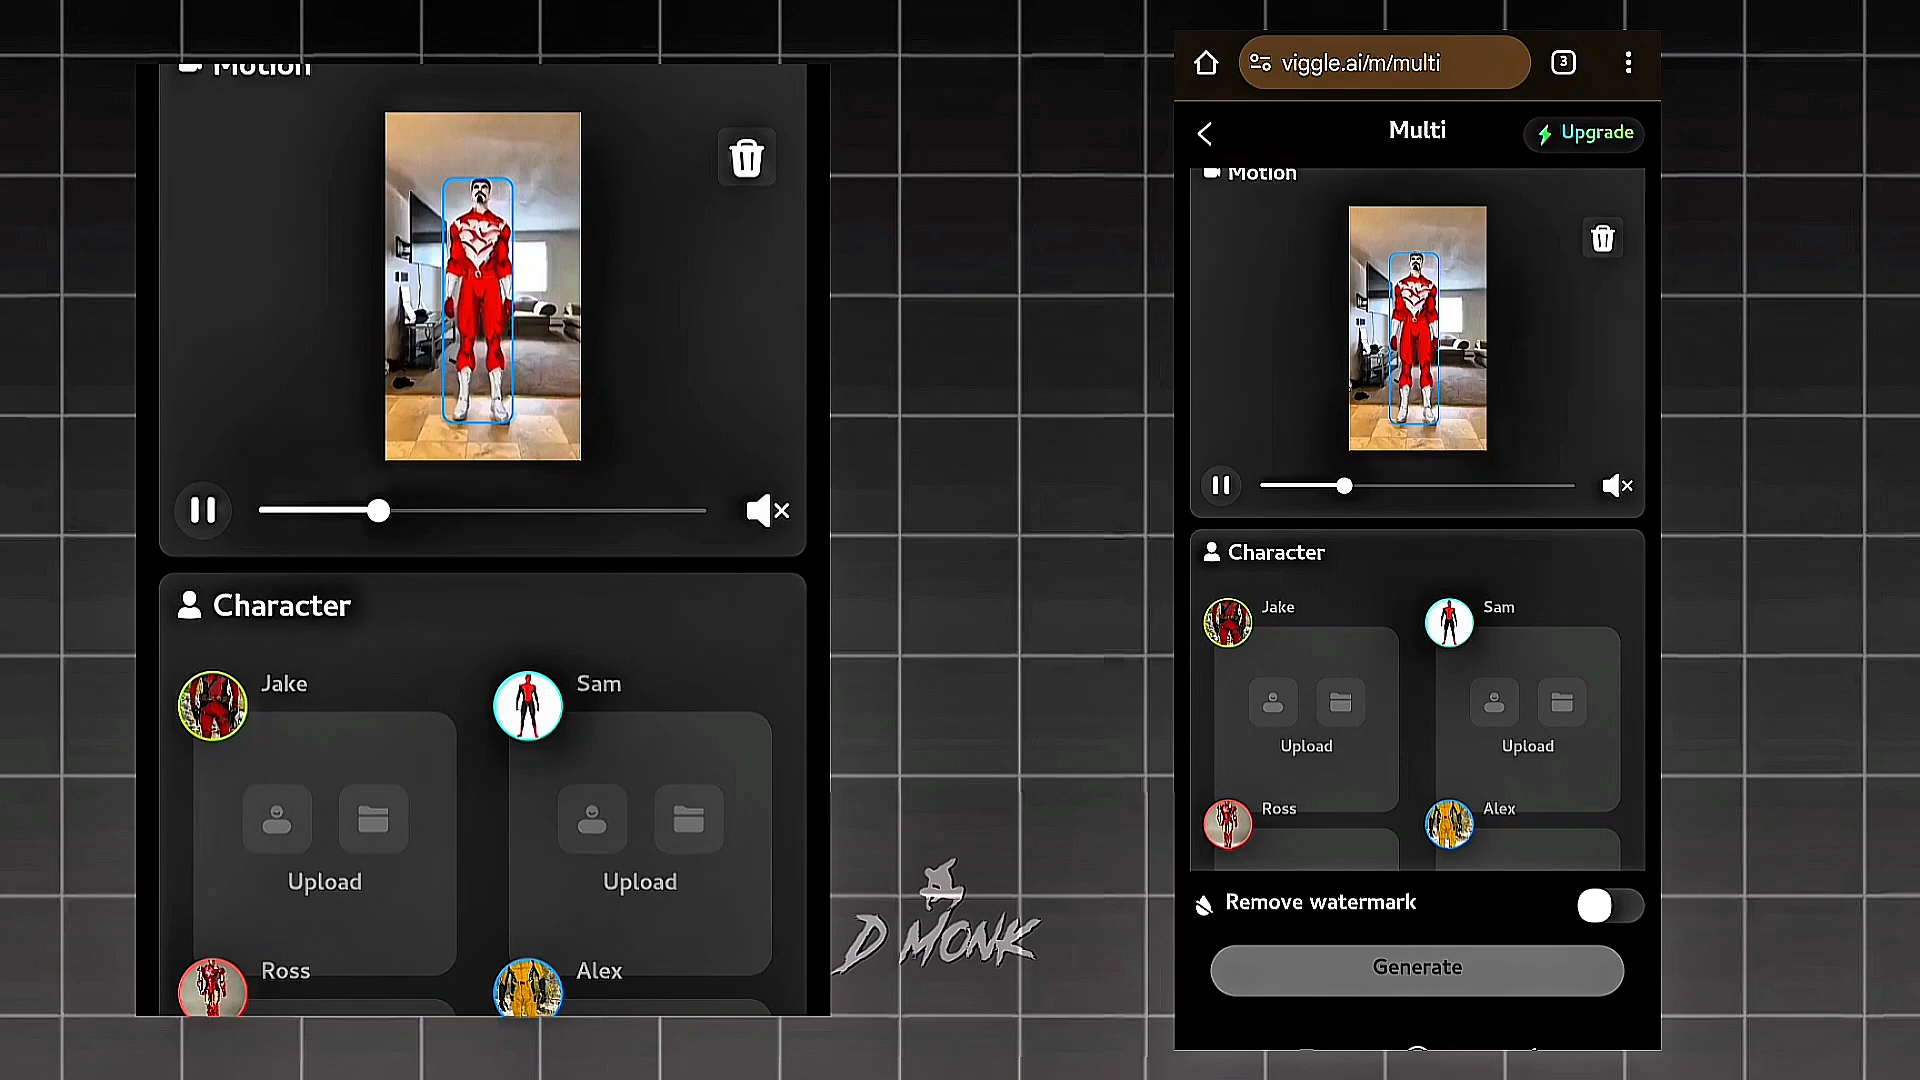 Motion
Character
Jake
Sam
Upload
Upload
Ross
Alex
D MONK
viggle.ai/m/multi
3
Multi
Upgrade
Motion
Character
Jake
Sam
Upload
Upload
Ross
Alex
Remove watermark
Generate